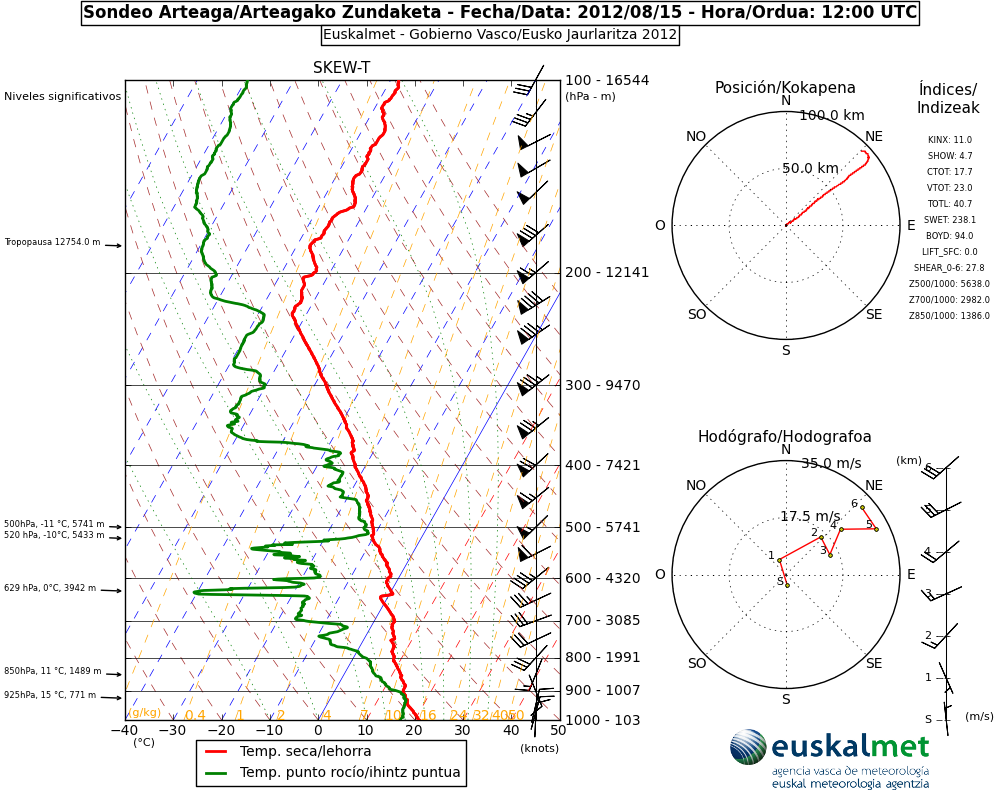 Sondeo Arteaga/Arteagako Zundaketa - Fecha/Data: 2012/08/15 - Hora/Ordua: 12:00 UTC
Euskalmet - Gobierno Vasco/Eusko Jaurlaritza 2012
SKEW-T
Niveles significativos
Tropopausa 12754.0 m
500hPa, -11 °C, 5741 m
520 hPa, -10°C, 5433 m
629 hPa, 0°C, 3942 m
850hPa, 11 °C, 1489 m
925hPa, 15 °C, 771 m
100 - 16544
(hPa - m)
200 - 12141
300 - 9470
400 - 7421
500 - 5741
600 - 4320
700 - 3085
800 - 1991
900 - 1007
1000 - 103
(g/kg) 0.4 1 2 4 7 10 16 24 32 40 50
−40 −30 −20 −10 0 10 20 30 40 50
(°C)
(knots)
Temp. seca/lehorra
Temp. punto rocío/ihintz puntua
Posición/Kokapena
N
100.0 km
NO
NE
50.0 km
O
E
SO
SE
S
Índices/
Indizeak
KINX: 11.0
SHOW: 4.7
CTOT: 17.7
VTOT: 23.0
TOTL: 40.7
SWET: 238.1
BOYD: 94.0
LIFT_SFC: 0.0
SHEAR_0-6: 27.8
Z500/1000: 5638.0
Z700/1000: 2982.0
Z850/1000: 1386.0
Hodógrafo/Hodografoa
N
35.0 m/s
NO
NE
17.5 m/s
6
5
4
2
3
1
S
O
E
SO
SE
S
(km)
6
5
4
3
2
1
S
(m/s)
euskalmet
agencia vasca de meteorología
euskal meteorologia agentzia